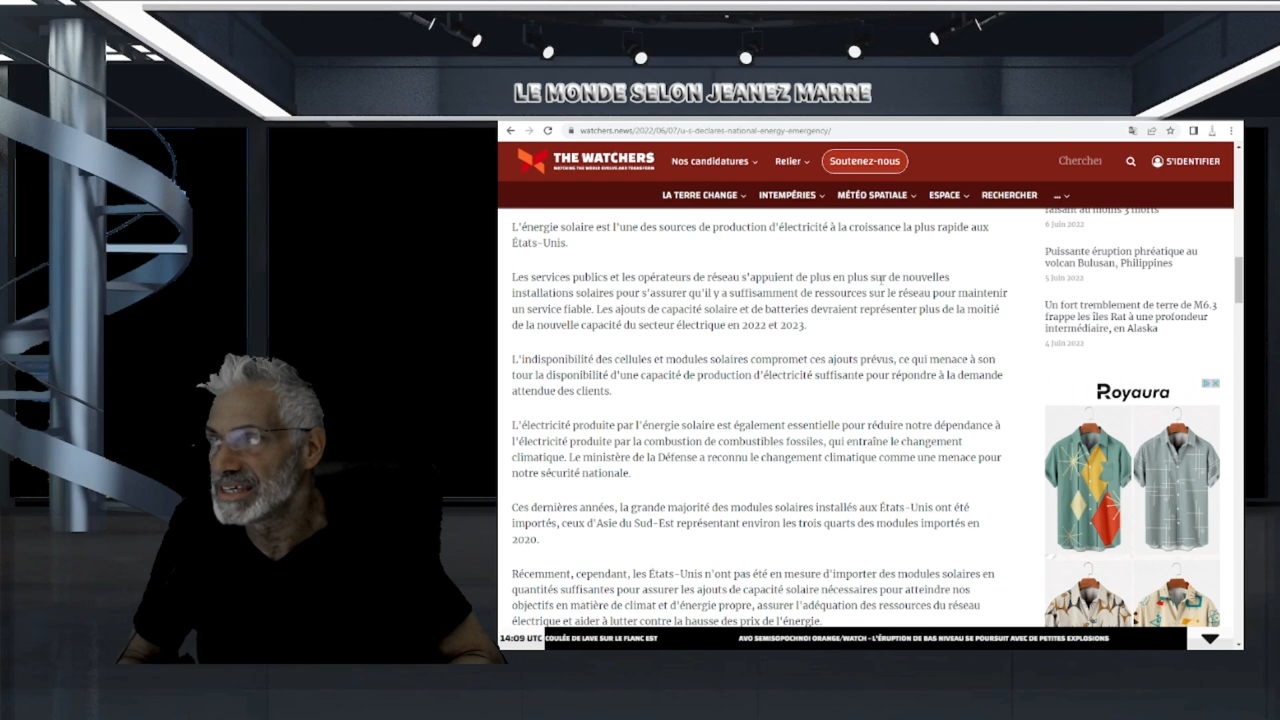 LE MONDE SELON JEANEZ MARRE
watchers.news/2022/06/07/u-s-declares-national-energy-emergency/
THE WATCHERS
WATCHING THE WORLD EVOLVE AND TRANSFORM
Nos candidatures
Relier
Soutenez-nous
Chercher
S'IDENTIFIER
LA TERRE CHANGE
INTEMPÉRIES
MÉTÉO SPATIALE
ESPACE
RECHERCHER
...
L'énergie solaire est l'une des sources de production d'électricité à la croissance la plus rapide aux
États-Unis.
Les services publics et les opérateurs de réseau s'appuient de plus en plus sur de nouvelles
installations solaires pour s'assurer qu'il y a suffisamment de ressources sur le réseau pour maintenir
un service fiable. Les ajouts de capacité solaire et de batteries devraient représenter plus de la moitié
de la nouvelle capacité du secteur électrique en 2022 et 2023.
L'indisponibilité des cellules et modules solaires compromet ces ajouts prévus, ce qui menace à son
tour la disponibilité d'une capacité de production d'électricité suffisante pour répondre à la demande
attendue des clients.
L'électricité produite par l'énergie solaire est également essentielle pour réduire notre dépendance à
l'électricité produite par la combustion de combustibles fossiles, qui entraîne le changement
climatique. Le ministère de la Défense a reconnu le changement climatique comme une menace pour
notre sécurité nationale.
Ces dernières années, la grande majorité des modules solaires installés aux États-Unis ont été
importés, ceux d'Asie du Sud-Est représentant environ les trois quarts des modules importés en
2020.
Récemment, cependant, les États-Unis n'ont pas été en mesure d'importer des modules solaires en
quantités suffisantes pour assurer les ajouts de capacité solaire nécessaires pour atteindre nos
objectifs en matière de climat et d'énergie propre, assurer l'adéquation des ressources du réseau
électrique et aider à lutter contre la hausse des prix de l'énergie.
faisant au moins 3 morts
6 juin 2022
Puissante éruption phréatique au
volcan Bulusan, Philippines
5 juin 2022
Un fort tremblement de terre de M6.3
frappe les îles Rat à une profondeur
intermédiaire, en Alaska
4 juin 2022
Royaura
14:09 UTC
COULÉE DE LAVE SUR LE FLANC EST
AVO SEMISOPOCHNOI ORANGE/WATCH - L'ÉRUPTION DE BAS NIVEAU SE POURSUIT AVEC DE PETITES EXPLOSIONS